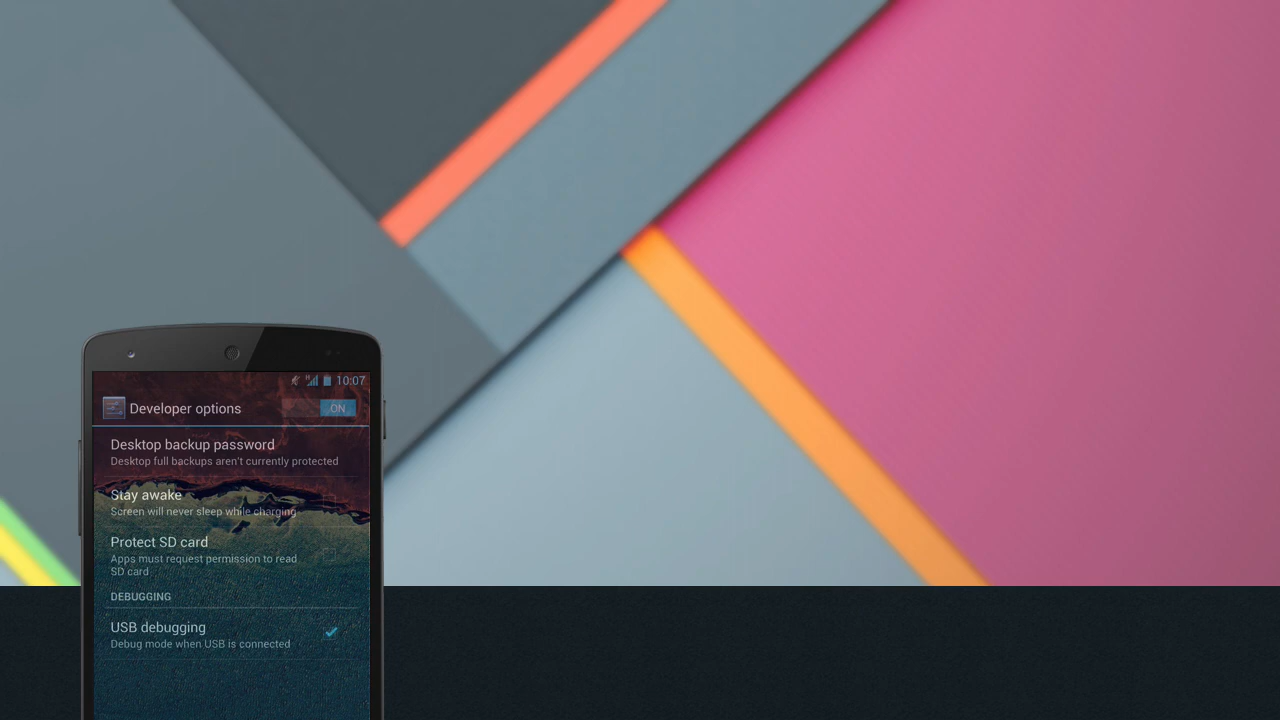 10:07
Developer options
ON
Desktop backup password
Desktop full backups aren't currently protected
Stay awake
Screen will never sleep while charging
Protect SD card
Apps must request permission to read
SD card
DEBUGGING
USB debugging
Debug mode when USB is connected